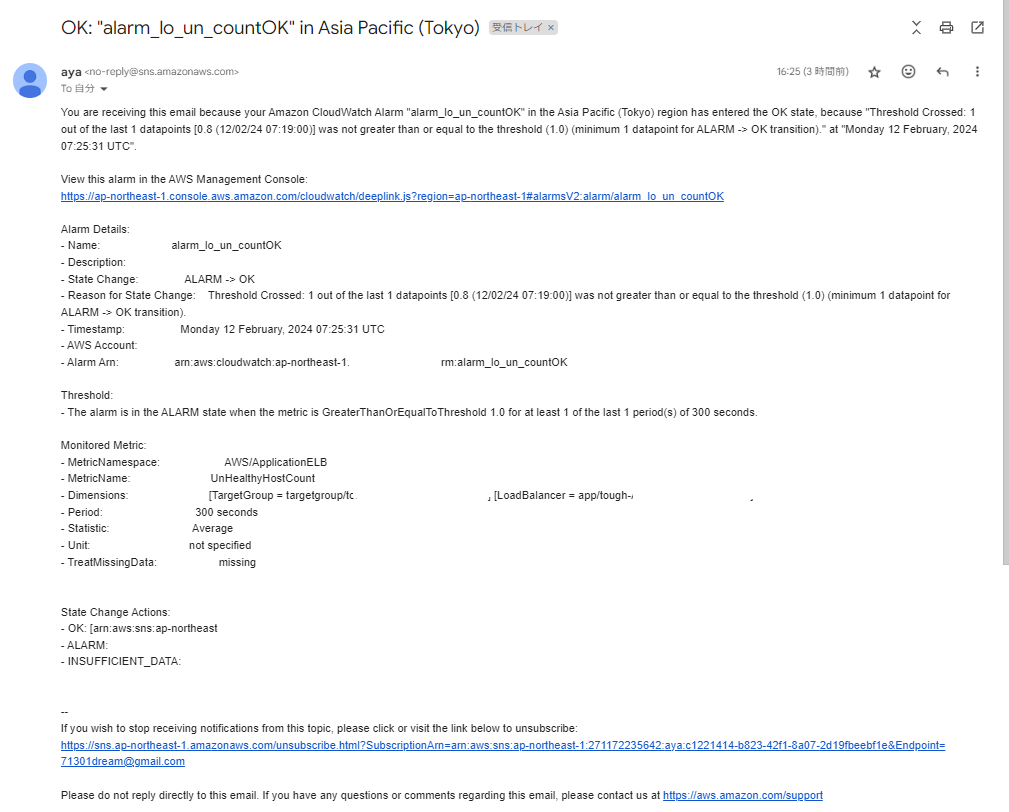 OK: "alarm_lo_un_countOK" in Asia Pacific (Tokyo) 受信トレイ ×
aya <no-reply@sns.amazonaws.com> 16:25 (3 時間前)
To 自分
You are receiving this email because your Amazon CloudWatch Alarm "alarm_lo_un_countOK" in the Asia Pacific (Tokyo) region has entered the OK state, because "Threshold Crossed: 1
out of the last 1 datapoints [0.8 (12/02/24 07:19:00)] was not greater than or equal to the threshold (1.0) (minimum 1 datapoint for ALARM -> OK transition)." at "Monday 12 February, 2024
07:25:31 UTC".
View this alarm in the AWS Management Console:
https://ap-northeast-1.console.aws.amazon.com/cloudwatch/deeplink.js?region=ap-northeast-1#alarmsV2:alarm/alarm_lo_un_countOK
Alarm Details:
- Name: alarm_lo_un_countOK
- Description:
- State Change: ALARM -> OK
- Reason for State Change: Threshold Crossed: 1 out of the last 1 datapoints [0.8 (12/02/24 07:19:00)] was not greater than or equal to the threshold (1.0) (minimum 1 datapoint for
ALARM -> OK transition).
- Timestamp: Monday 12 February, 2024 07:25:31 UTC
- AWS Account:
- Alarm Arn: arn:aws:cloudwatch:ap-northeast-1. rm:alarm_lo_un_countOK
Threshold:
- The alarm is in the ALARM state when the metric is GreaterThanOrEqualToThreshold 1.0 for at least 1 of the last 1 period(s) of 300 seconds.
Monitored Metric:
- MetricNamespace: AWS/ApplicationELB
- MetricName: UnHealthyHostCount
- Dimensions: [TargetGroup = targetgroup/tc , [LoadBalancer = app/tough-
- Period: 300 seconds
- Statistic: Average
- Unit: not specified
- TreatMissingData: missing
State Change Actions:
- OK: [arn:aws:sns:ap-northeast
- ALARM:
- INSUFFICIENT_DATA:
--
If you wish to stop receiving notifications from this topic, please click or visit the link below to unsubscribe:
https://sns.ap-northeast-1.amazonaws.com/unsubscribe.html?SubscriptionArn=arn:aws:sns:ap-northeast-1:271172235642:aya:c1221414-b823-42f1-8a07-2d19fbeebf1e&Endpoint=
71301dream@gmail.com
Please do not reply directly to this email. If you have any questions or comments regarding this email, please contact us at https://aws.amazon.com/support